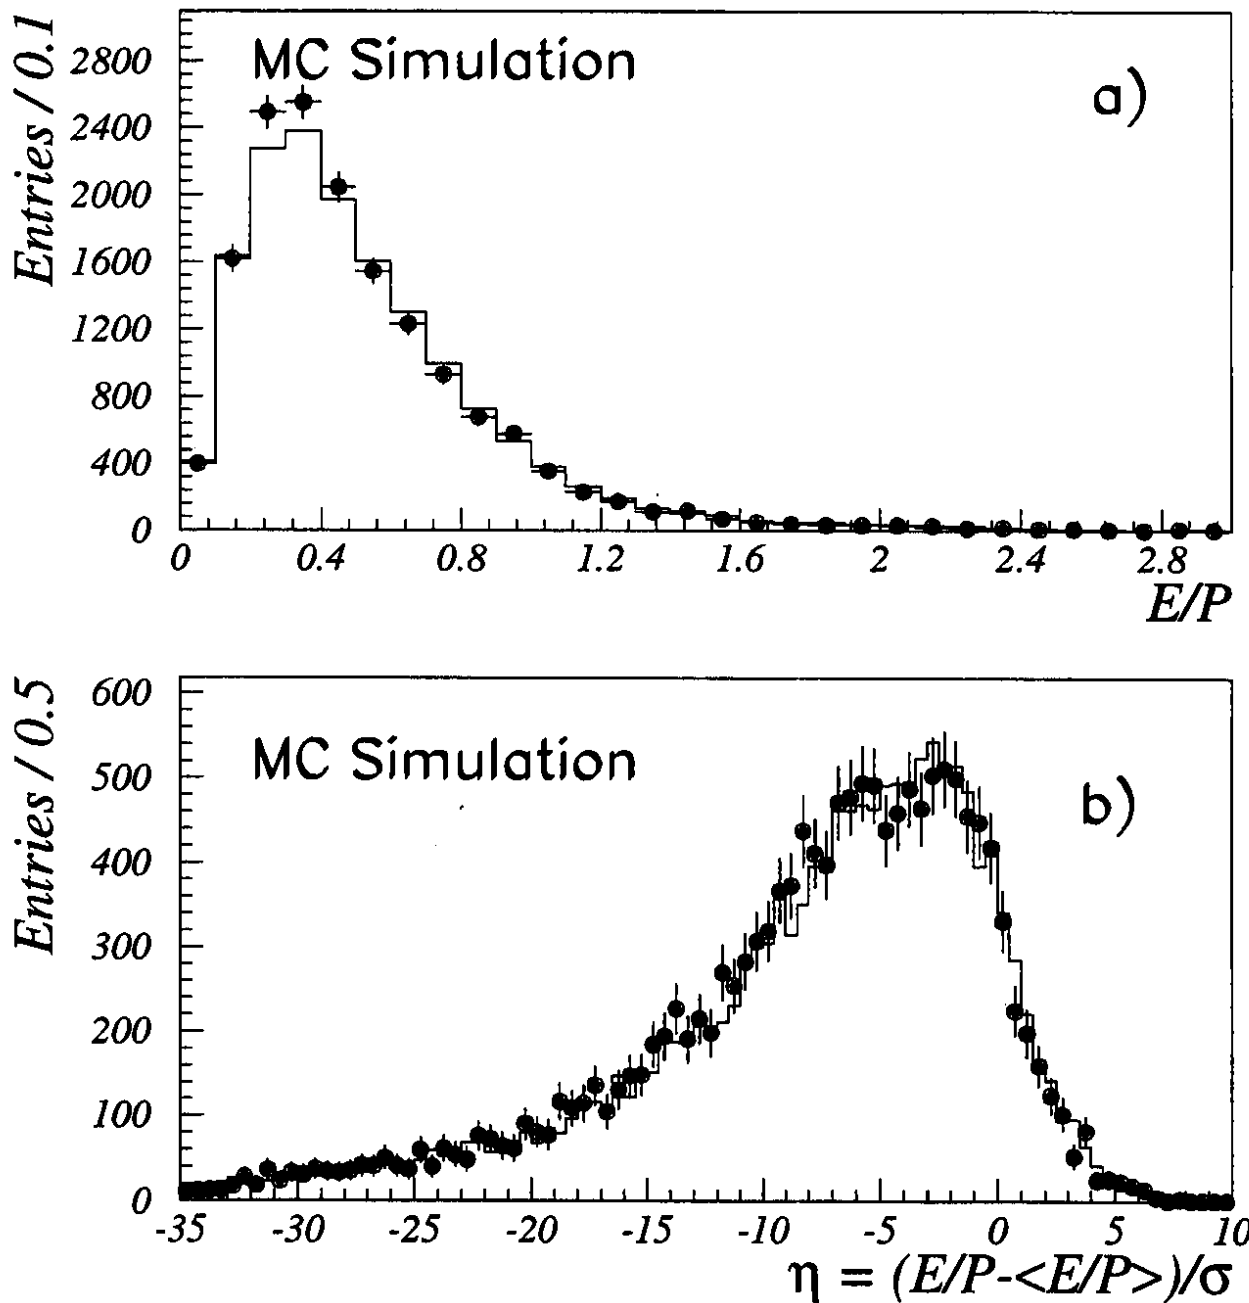 MC Simulation
a)
Entries / 0.1
2800
2400
2000
1600
1200
800
400
0
0 0.4 0.8 1.2 1.6 2 2.4 2.8
E/P
MC Simulation
b)
Entries / 0.5
600
500
400
300
200
100
0
-35 -30 -25 -20 -15 -10 -5 0 5 10
η = (E/P-<E/P>)/σ